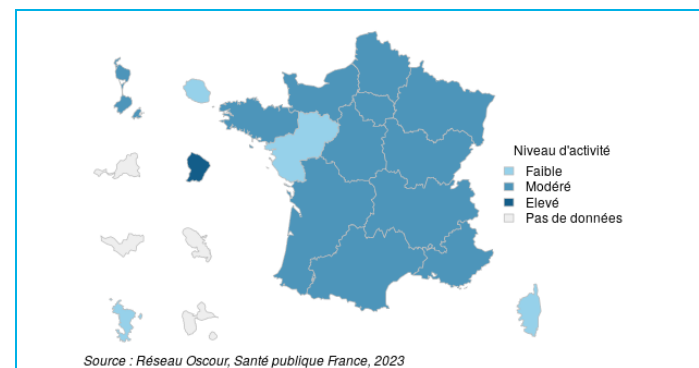 Niveau d'activité
Faible
Modéré
Elevé
Pas de données
Source : Réseau Oscour, Santé publique France, 2023